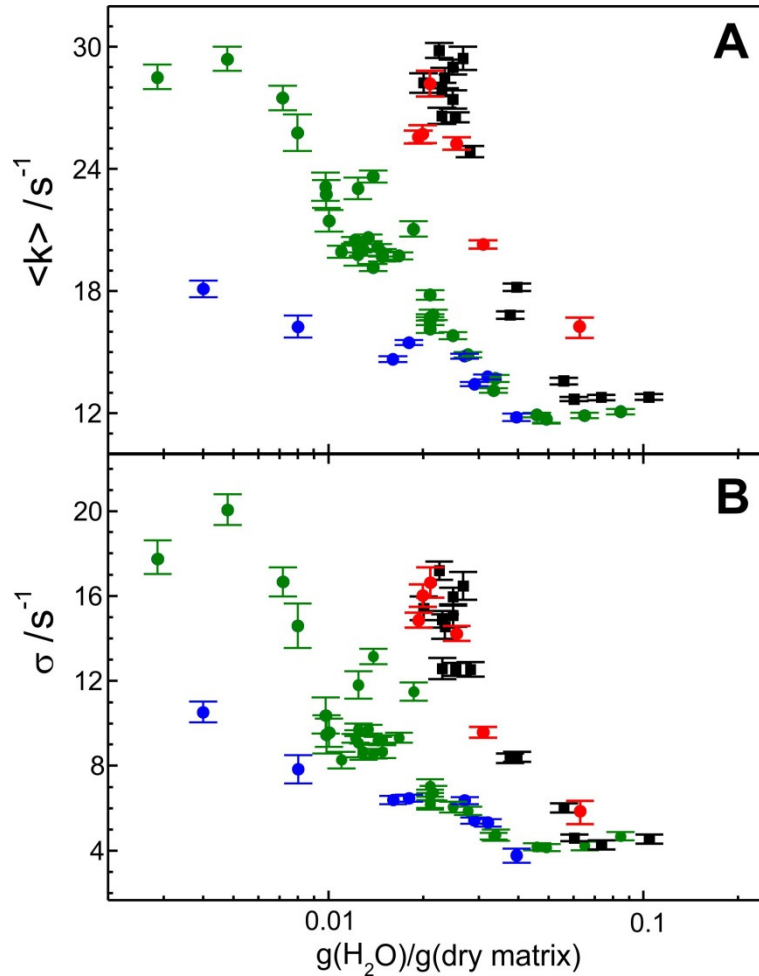 A
30
24
18
12
<k> /s⁻¹
B
20
16
12
8
4
σ /s⁻¹
0.01
0.1
g(H₂O)/g(dry matrix)